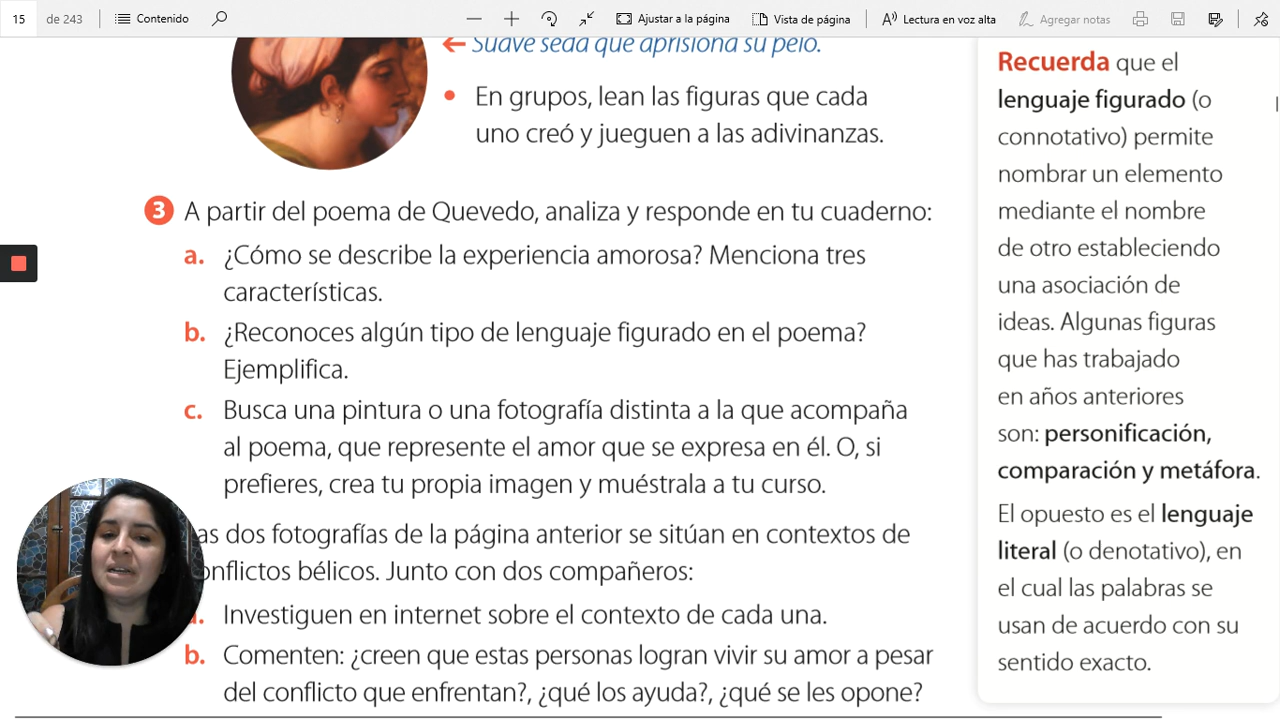 15 de 243 Contenido Ajustar a la página Vista de página Lectura en voz alta Agregar notas
Suave seda que aprisiona su pelo.
• En grupos, lean las figuras que cada
uno creó y jueguen a las adivinanzas.
3 A partir del poema de Quevedo, analiza y responde en tu cuaderno:
a. ¿Cómo se describe la experiencia amorosa? Menciona tres
características.
b. ¿Reconoces algún tipo de lenguaje figurado en el poema?
Ejemplifica.
c. Busca una pintura o una fotografía distinta a la que acompaña
al poema, que represente el amor que se expresa en él. O, si
prefieres, crea tu propia imagen y muéstrala a tu curso.
as dos fotografías de la página anterior se sitúan en contextos de
onflictos bélicos. Junto con dos compañeros:
Investiguen en internet sobre el contexto de cada una.
b. Comenten: ¿creen que estas personas logran vivir su amor a pesar
del conflicto que enfrentan?, ¿qué los ayuda?, ¿qué se les opone?
Recuerda que el
lenguaje figurado (o
connotativo) permite
nombrar un elemento
mediante el nombre
de otro estableciendo
una asociación de
ideas. Algunas figuras
que has trabajado
en años anteriores
son: personificación,
comparación y metáfora.
El opuesto es el lenguaje
literal (o denotativo), en
el cual las palabras se
usan de acuerdo con su
sentido exacto.